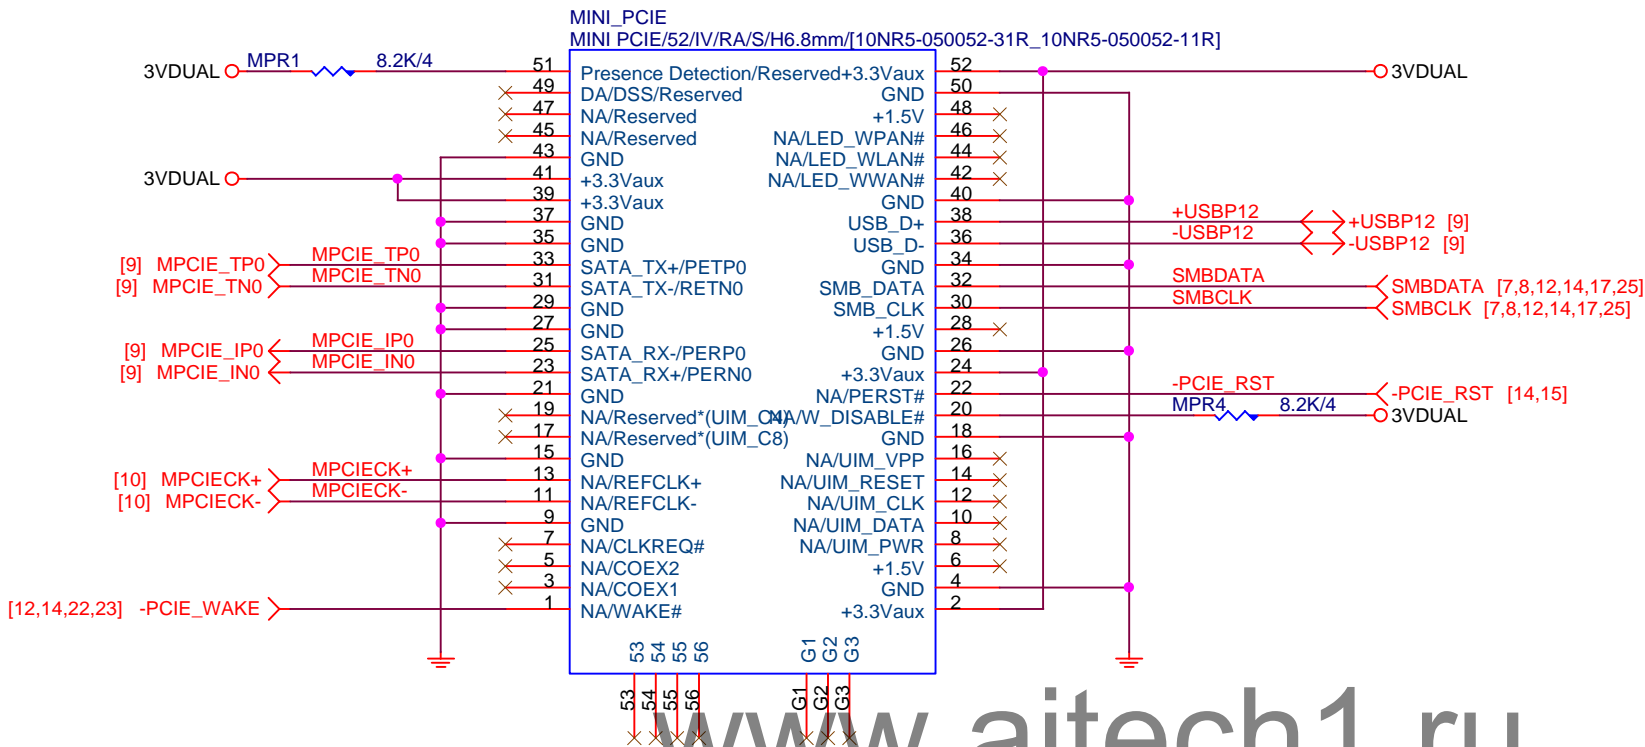 MINI_PCIE
MINI PCIE/52/IV/RA/S/H6.8mm/[10NR5-050052-31R_10NR5-050052-11R]
3VDUAL MPR1 8.2K/4 51 Presence Detection/Reserved +3.3Vaux 52 3VDUAL
49 DA/DSS/Reserved GND 50
47 NA/Reserved +1.5V 48
45 NA/Reserved NA/LED_WPAN# 46
43 GND NA/LED_WLAN# 44
3VDUAL 41 +3.3Vaux NA/LED_WWAN# 42
39 +3.3Vaux GND 40
37 GND USB_D+ 38 +USBP12 +USBP12 [9]
35 GND USB_D- 36 -USBP12 -USBP12 [9]
[9] MPCIE_TP0 MPCIE_TP0 33 SATA_TX+/PETP0 GND 34
[9] MPCIE_TN0 MPCIE_TN0 31 SATA_TX-/RETN0 SMB_DATA 32 SMBDATA SMBDATA [7,8,12,14,17,25]
29 GND SMB_CLK 30 SMBCLK SMBCLK [7,8,12,14,17,25]
27 GND +1.5V 28
[9] MPCIE_IP0 MPCIE_IP0 25 SATA_RX-/PERP0 GND 26
[9] MPCIE_IN0 MPCIE_IN0 23 SATA_RX+/PERN0 +3.3Vaux 24
21 GND NA/PERST# 22 -PCIE_RST -PCIE_RST [14,15]
19 NA/Reserved*(UIM_C4) NA/W_DISABLE# 20 MPR4 8.2K/4 3VDUAL
17 NA/Reserved*(UIM_C8) GND 18
15 GND NA/UIM_VPP 16
[10] MPCIECK+ MPCIECK+ 13 NA/REFCLK+ NA/UIM_RESET 14
[10] MPCIECK- MPCIECK- 11 NA/REFCLK- NA/UIM_CLK 12
9 GND NA/UIM_DATA 10
7 NA/CLKREQ# NA/UIM_PWR 8
5 NA/COEX2 +1.5V 6
3 NA/COEX1 GND 4
[12,14,22,23] -PCIE_WAKE 1 NA/WAKE# +3.3Vaux 2
53 54 55 56 G1 G2 G3
53 54 55 56 G1 G2 G3
www.aitech1.ru